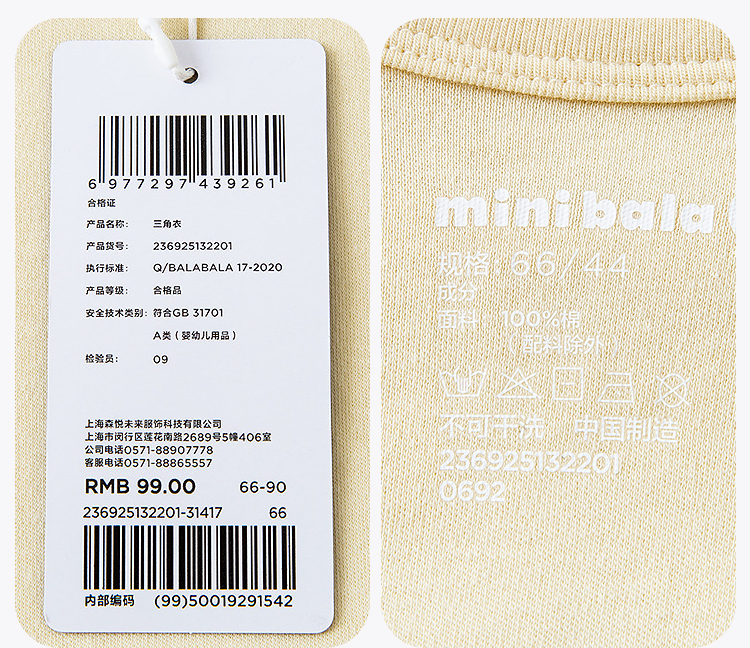 6 977297 439261
合格证
产品名称: 三角衣
产品货号: 236925132201
执行标准: Q/BALABALA 17-2020
产品等级: 合格品
安全技术类别: 符合GB 31701
A类(婴幼儿用品)
检验员: 09
上海森悦未来服饰科技有限公司
上海市闵行区莲花南路2689号5幢406室
公司电话0571-88907778
客服电话0571-88865557
RMB 99.00 66-90
236925132201-31417 66
内部编码 (99)50019291542
minibala
规格: 66/44
成分
面料 100%棉
(配料除外
不可干洗 中国制造
236925132201
0692